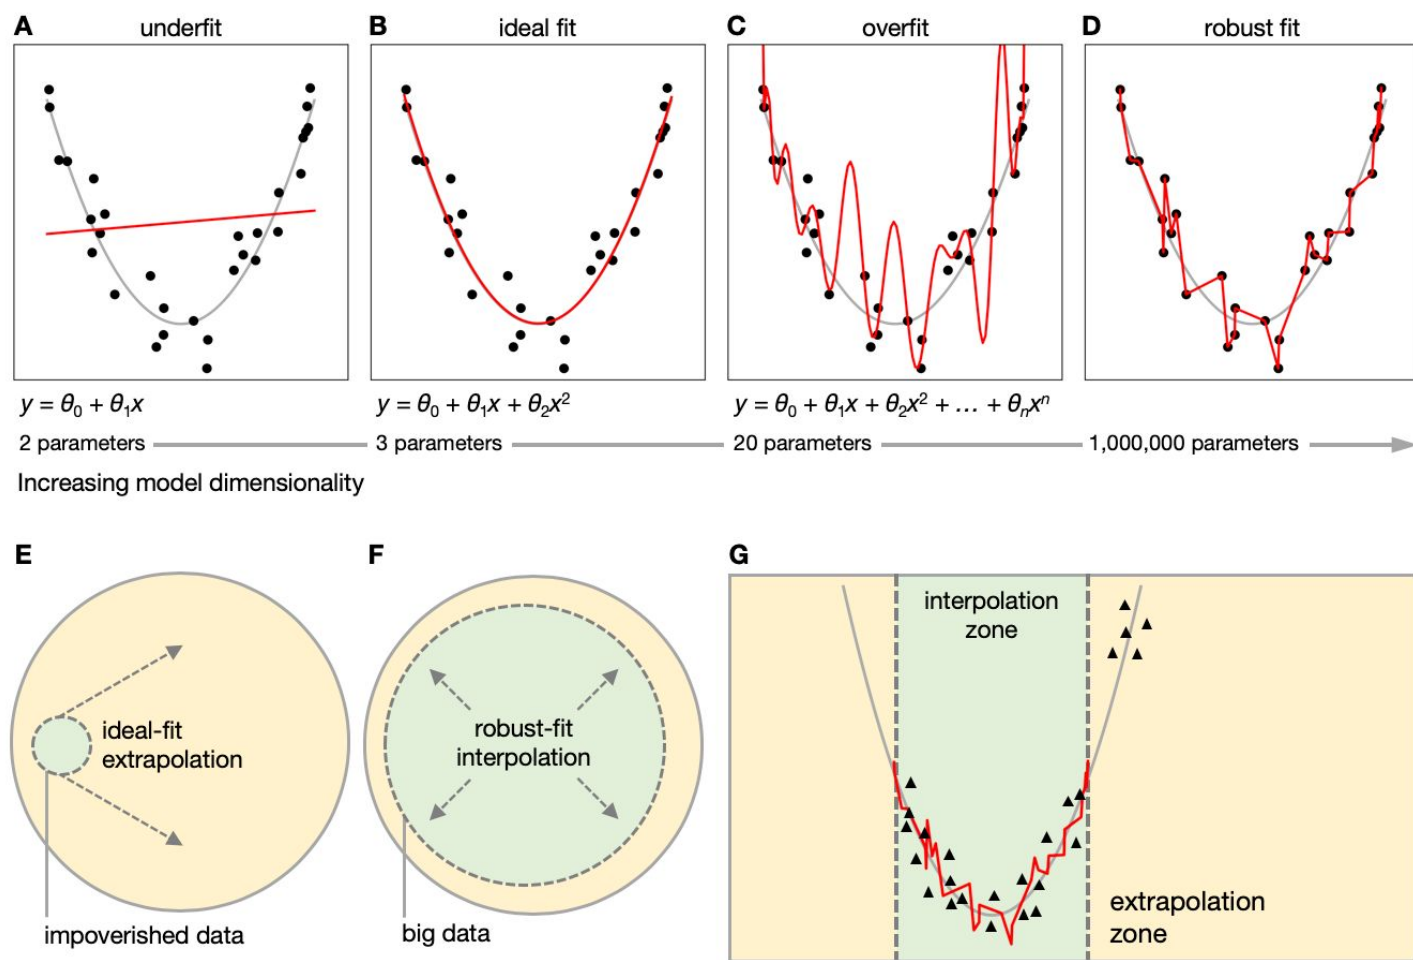 A underfit
B ideal fit
C overfit
D robust fit
y = θ₀ + θ₁x
y = θ₀ + θ₁x + θ₂x²
y = θ₀ + θ₁x + θ₂x² + … + θₙxⁿ
2 parameters
3 parameters
20 parameters
1,000,000 parameters
Increasing model dimensionality
E
ideal-fit
extrapolation
impoverished data
F
robust-fit
interpolation
big data
G
interpolation
zone
extrapolation
zone